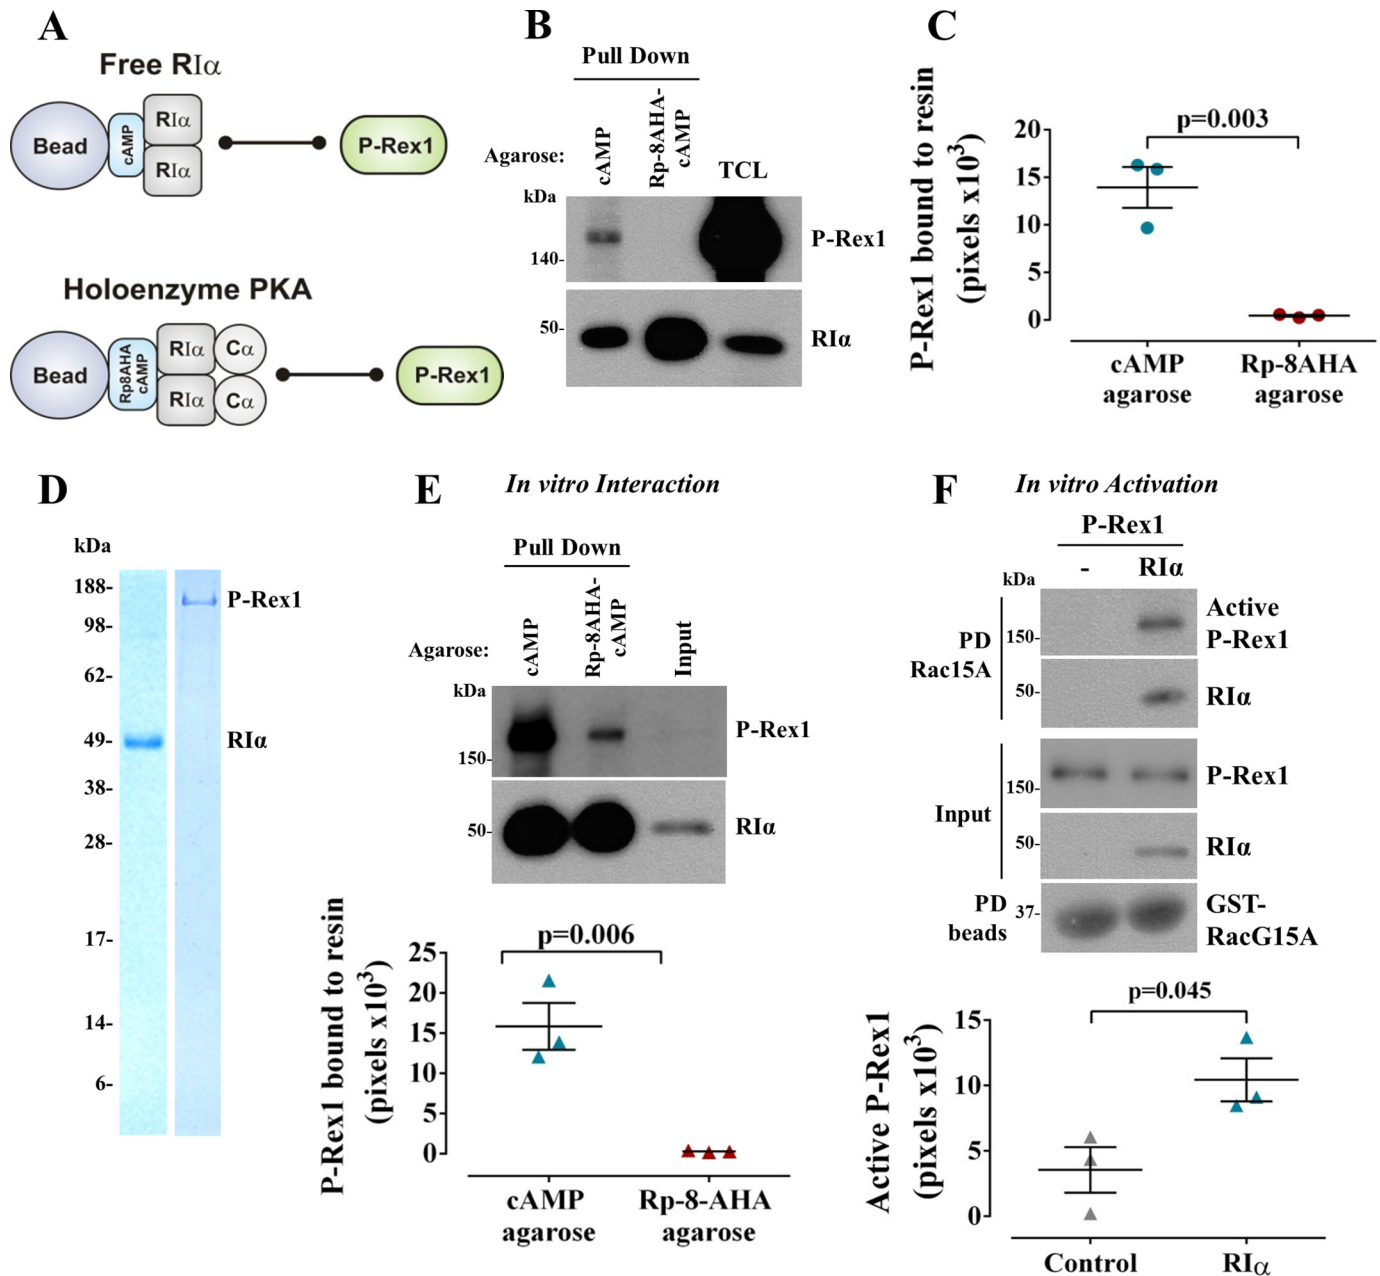 A
Free RIα
Bead
cAMP
RIα
RIα
P-Rex1
Holoenzyme PKA
Bead
Rp8AHA
cAMP
RIα
Cα
RIα
Cα
P-Rex1
B
Pull Down
Agarose:
cAMP
Rp-8AHA-
cAMP
TCL
kDa
140-
P-Rex1
50-
RIα
C
P-Rex1 bound to resin
(pixels x10³)
p=0.003
20
15
10
5
0
cAMP
agarose
Rp-8AHA
agarose
D
kDa
188-
98-
62-
49-
38-
28-
17-
14-
6-
P-Rex1
RIα
E
In vitro Interaction
Pull Down
Agarose:
cAMP
Rp-8AHA-
cAMP
Input
kDa
150-
P-Rex1
50-
RIα
P-Rex1 bound to resin
(pixels x10³)
p=0.006
25
20
15
10
5
0
cAMP
agarose
Rp-8-AHA
agarose
F
In vitro Activation
P-Rex1
-
RIα
kDa
PD
Rac15A
150-
Active
P-Rex1
50-
RIα
Input
150-
P-Rex1
50-
RIα
PD
beads
37-
GST-
RacG15A
Active P-Rex1
(pixels x10³)
p=0.045
15
10
5
0
Control
RIα